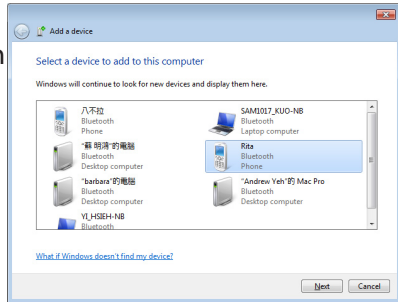 n
Add a device
Select a device to add to this computer
Windows will continue to look for new devices and display them here.
八不拉
Bluetooth
Phone
SAM1017_KUO-NB
Bluetooth
Laptop computer
"蘇 明鴻"的電腦
Bluetooth
Desktop computer
Rita
Bluetooth
Phone
"barbara"的電腦
Bluetooth
Desktop computer
"Andrew Yeh"的 Mac Pro
Bluetooth
Desktop computer
YI_HSIEH-NB
Bluetooth
What if Windows doesn't find my device?
Next
Cancel